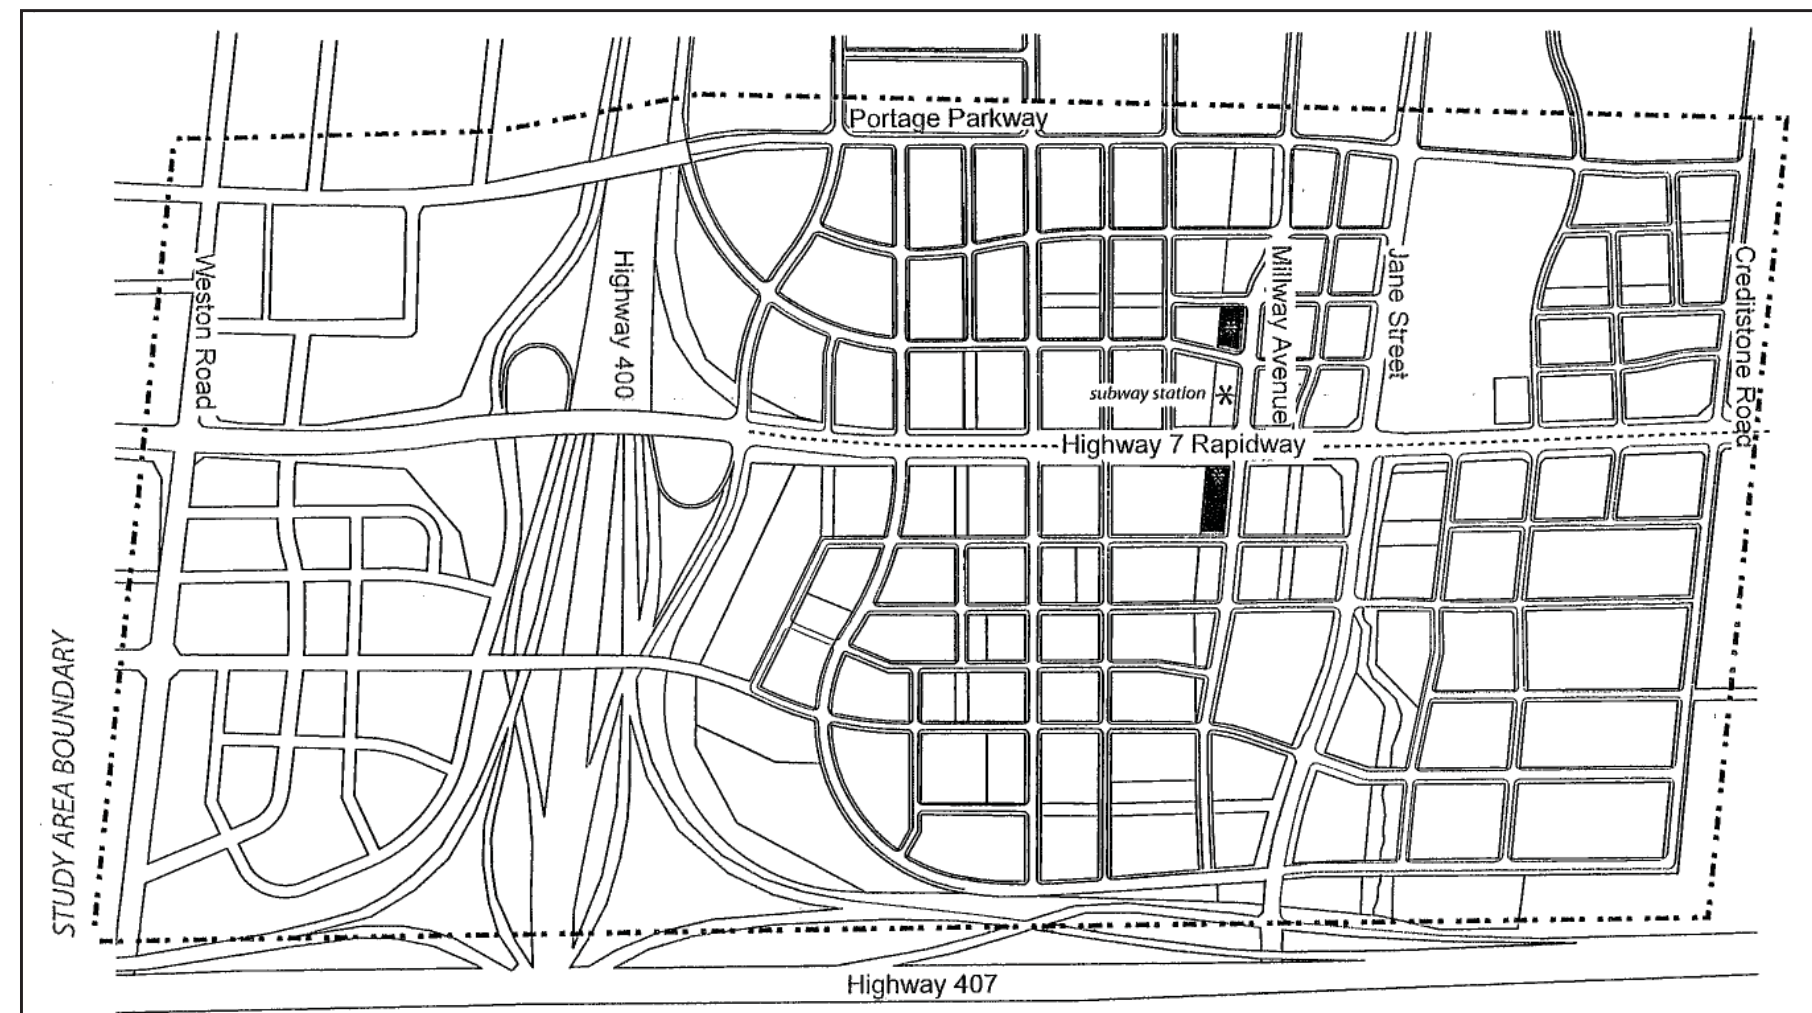 Portage Parkway
Weston Road
Highway 400
Millway Avenue
Jane Street
Creditstone Road
subway station
Highway 7 Rapidway
STUDY AREA BOUNDARY
Highway 407